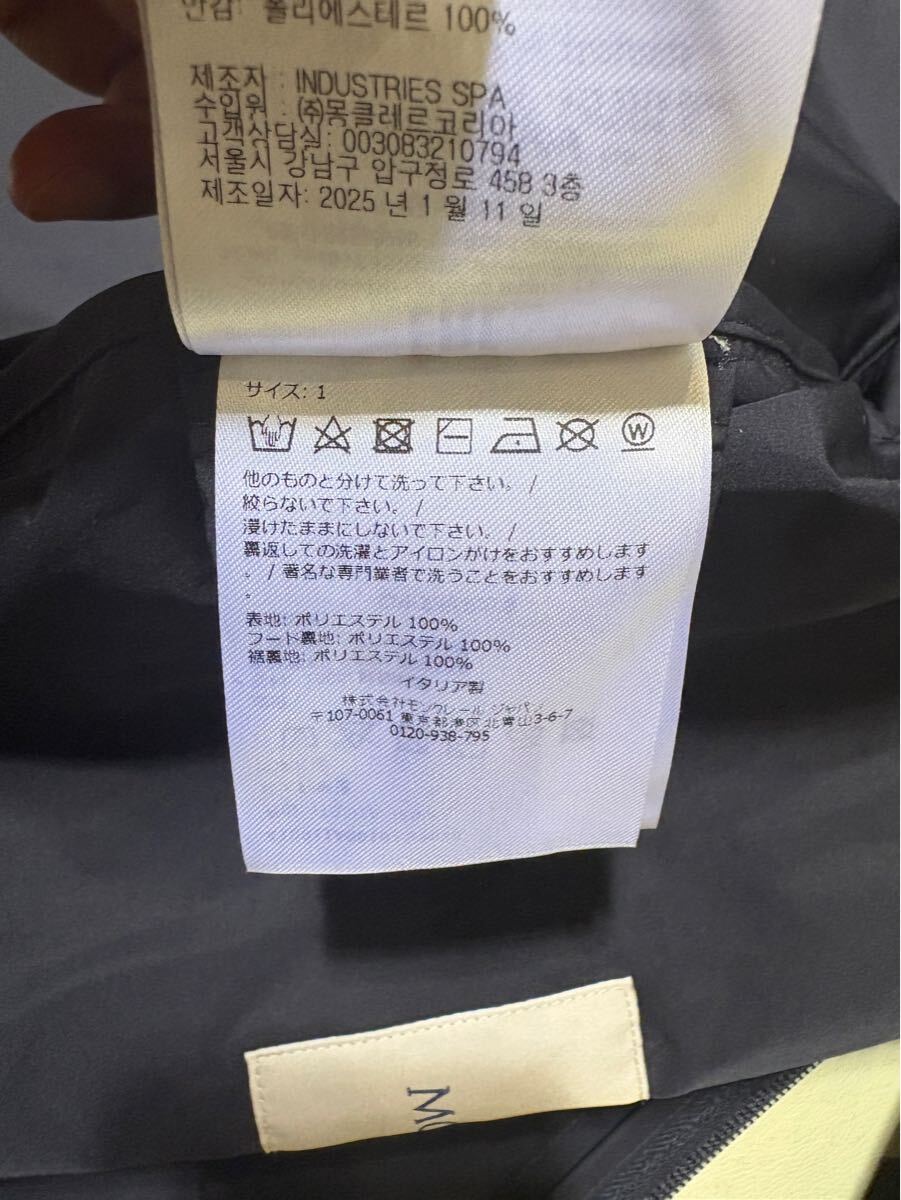 안감: 폴리에스테르 100%
제조자 : INDUSTRIES SPA
수입원 : ㈜몽클레르코리아
고객상담실: 003083210794
서울시 강남구 압구정로 458 3층
제조일자: 2025 년 1 월 11 일
サイズ: 1
W
他のものと分けて洗って下さい。 /
絞らないで下さい。 /
浸けたままにしないで下さい。 /
裏返しての洗濯とアイロンがけをおすすめします
。 / 著名な専門業者で洗うことをおすすめします
。
表地: ポリエステル 100%
フード裏地: ポリエステル 100%
裾裏地: ポリエステル 100%
イタリア製
株式会社モンクレール ジャパン
〒107-0061 東京都港区北青山3-6-7
0120-938-795